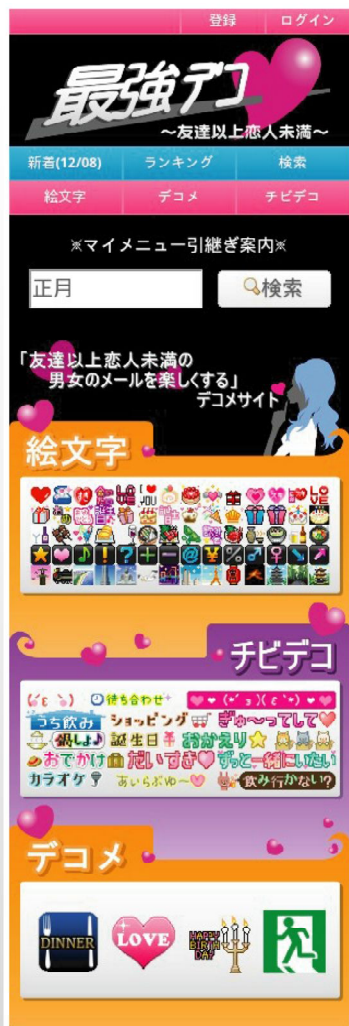 登録 ログイン
最強デコ
～友達以上恋人未満～
新着(12/08) ランキング 検索
絵文字 デコメ チビデコ
※マイメニュー引継ぎ案内※
正月 検索
「友達以上恋人未満の
男女のメールを楽しくする」
デコメサイト
絵文字
チビデコ
待ち合わせ
うち飲み ショッピング ぎゅ～ってして
誕生日 おかえり
おでかけ だいすき ずっと一緒にいたい
カラオケ あいらぶゆ～ 飲み行かない?
デコメ
DINNER LOVE HAPPY BIRTHDAY